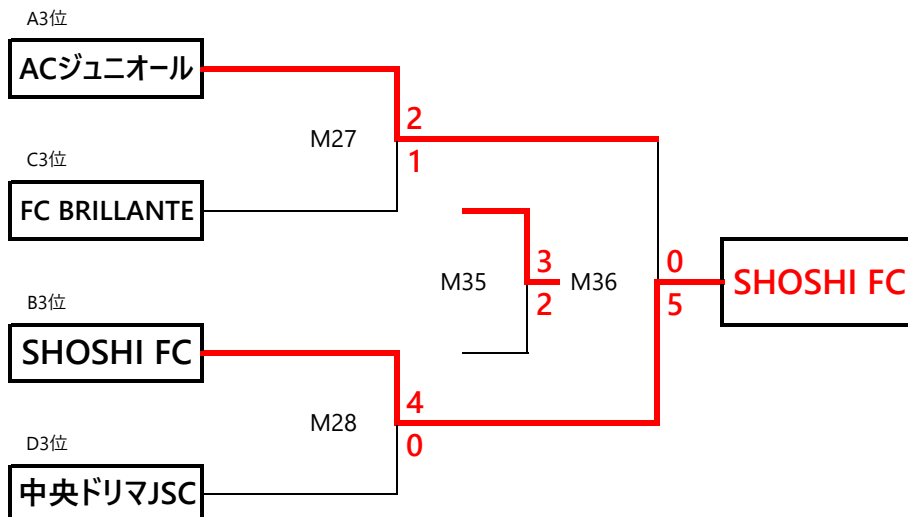 A3位
ACジュニオール
2
M27
1
C3位
FC BRILLANTE
3
M35
M36
2
0
SHOSHI FC
5
B3位
SHOSHI FC
4
M28
0
D3位
中央ドリマJSC